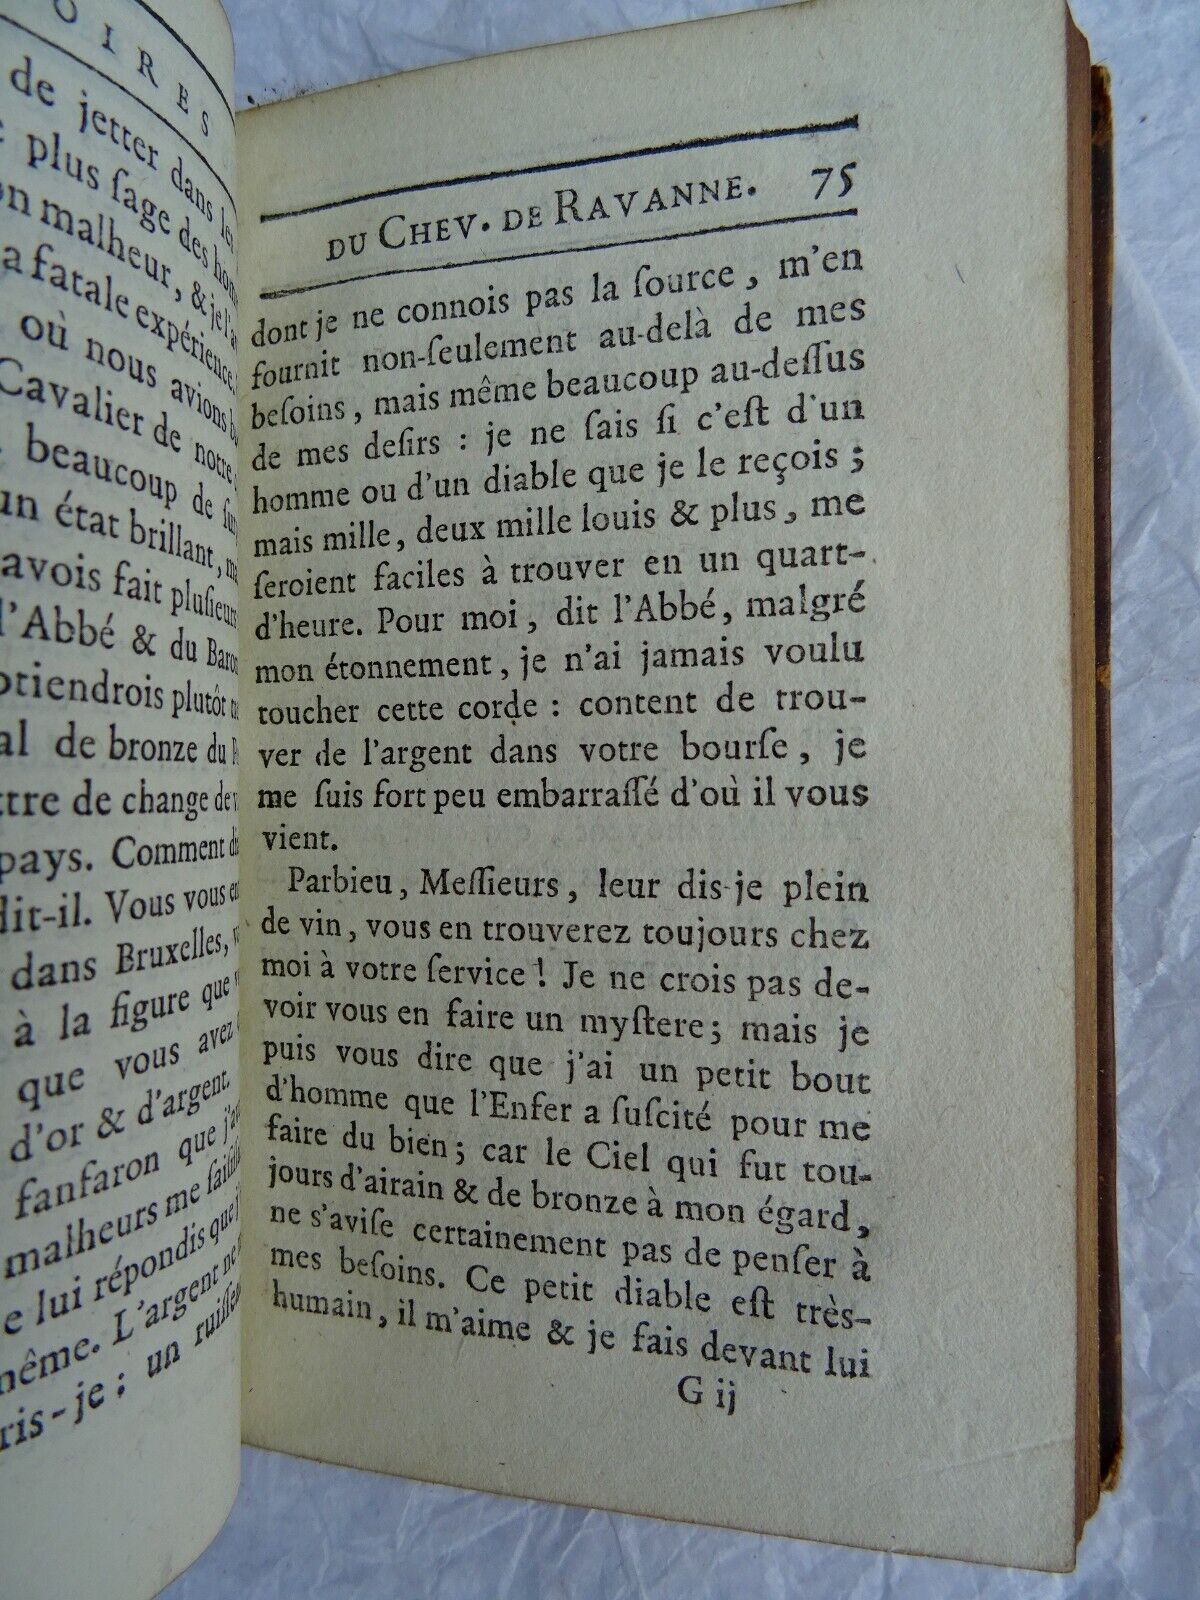 OIRES
de jetter dans les
plus ſage des
malheur, & je l'
fatale expérience.
où nous avions
Cavalier de notre
beaucoup de
un état brillant,
avois fait pluſieurs
l'Abbé & du Baron
plutôt
de bronze du
de change de
pays. Comment
dit-il. Vous vous
dans Bruxelles,
à la figure que
que vous avez
d'or & d'argent.
fanfaron que
malheurs me
lui répondis que
même. L'argent ne
je ; un
DU CHEV. DE RAVANNE. 75
dont je ne connois pas la ſource, m'en
fournit non-ſeulement au-delà de mes
beſoins, mais même beaucoup au-deſſus
de mes deſirs : je ne ſais ſi c'eſt d'un
homme ou d'un diable que je le reçois ;
mais mille, deux mille louis & plus, me
ſeroient faciles à trouver en un quart-
d'heure. Pour moi, dit l'Abbé, malgré
mon étonnement, je n'ai jamais voulu
toucher cette corde : content de trou-
ver de l'argent dans votre bourſe, je
me ſuis fort peu embarraſſé d'où il vous
vient.
Parbieu, Meſſieurs, leur dis-je plein
de vin, vous en trouverez toujours chez
moi à votre ſervice ! Je ne crois pas de-
voir vous en faire un myſtere; mais je
puis vous dire que j'ai un petit bout
d'homme que l'Enfer a ſuſcité pour me
faire du bien; car le Ciel qui fut tou-
jours d'airain & de bronze à mon égard,
ne s'aviſe certainement pas de penſer à
mes beſoins. Ce petit diable eſt très-
humain, il m'aime & je fais devant lui
G ij